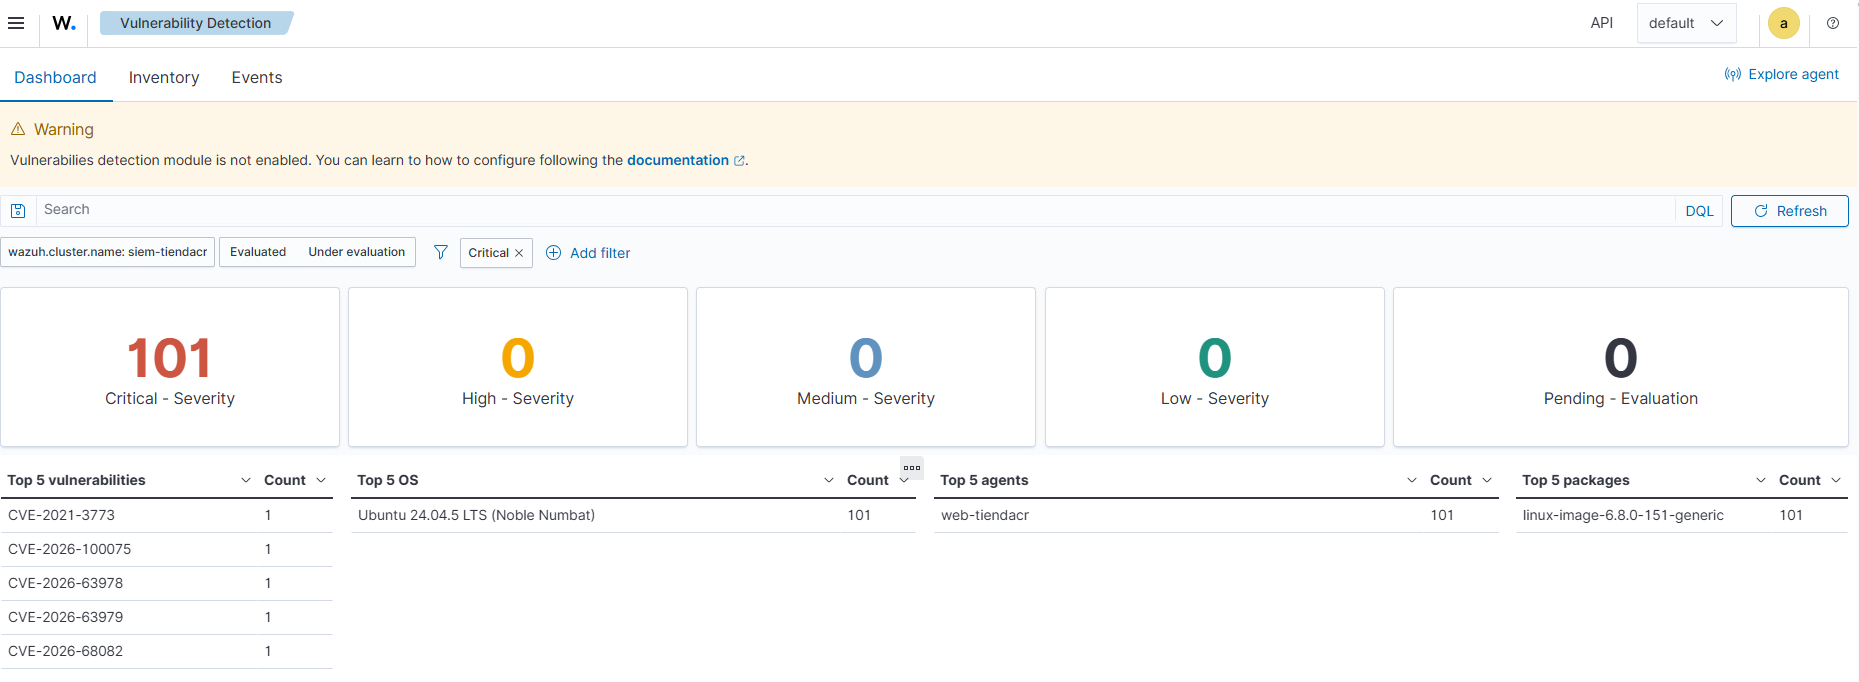 W. Vulnerability Detection API default a
Dashboard Inventory Events Explore agent
Warning
Vulnerabilies detection module is not enabled. You can learn to how to configure following the documentation.
Search DQL Refresh
wazuh.cluster.name: siem-tiendacr Evaluated Under evaluation Critical Add filter
101 0 0 0 0
Critical - Severity High - Severity Medium - Severity Low - Severity Pending - Evaluation
Top 5 vulnerabilities Count Top 5 OS Count Top 5 agents Count Top 5 packages Count
CVE-2021-3773 1 Ubuntu 24.04.5 LTS (Noble Numbat) 101 web-tiendacr 101 linux-image-6.8.0-151-generic 101
CVE-2026-100075 1
CVE-2026-63978 1
CVE-2026-63979 1
CVE-2026-68082 1